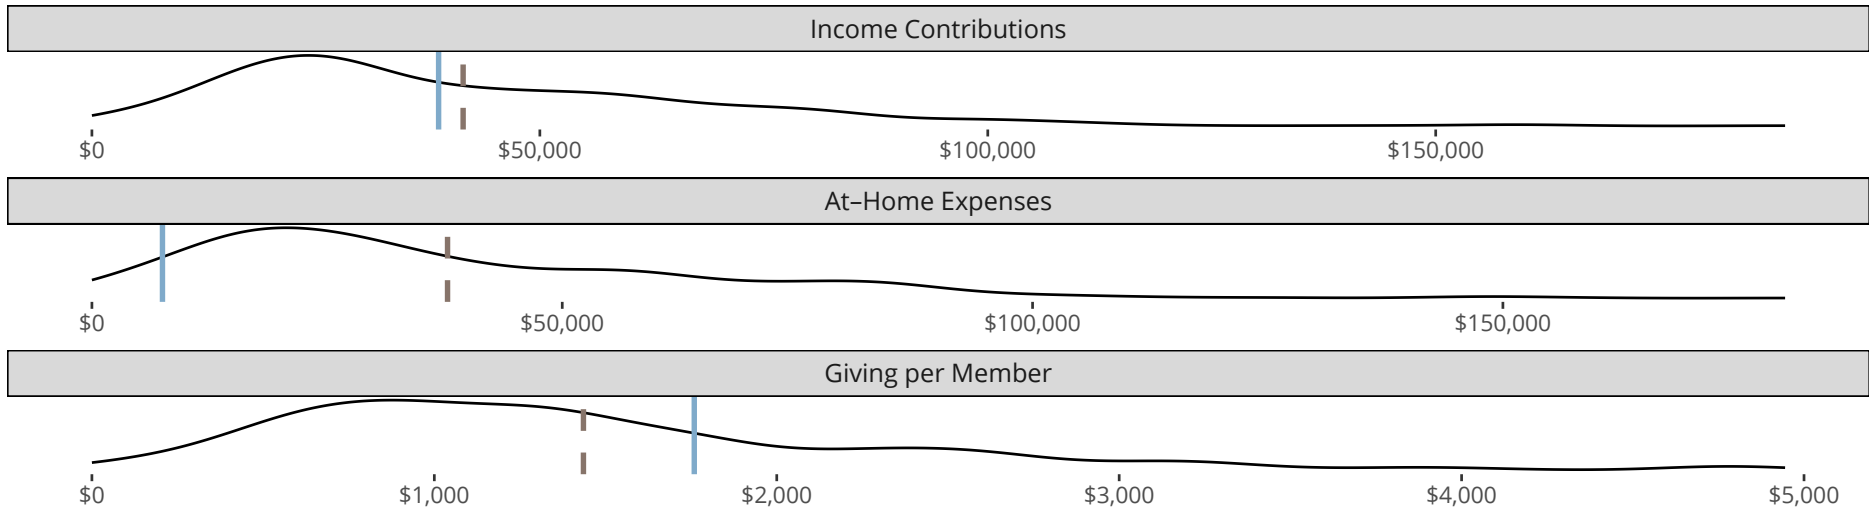 Income Contributions
$0 $50,000 $100,000 $150,000
At–Home Expenses
$0 $50,000 $100,000 $150,000
Giving per Member
$0 $1,000 $2,000 $3,000 $4,000 $5,000